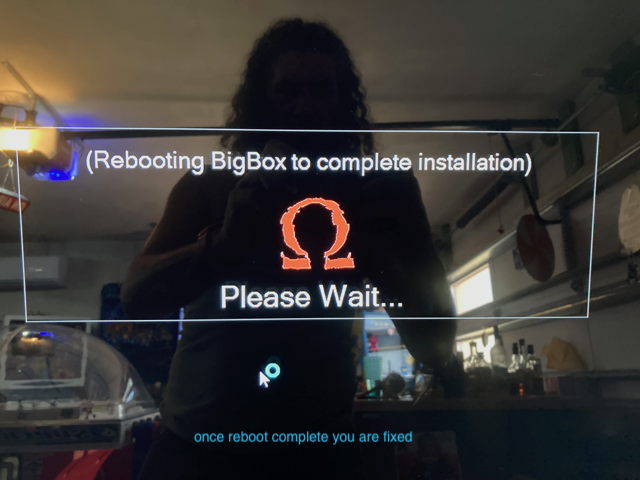 (Rebooting BigBox to complete installation)
Please Wait...
once reboot complete you are fixed